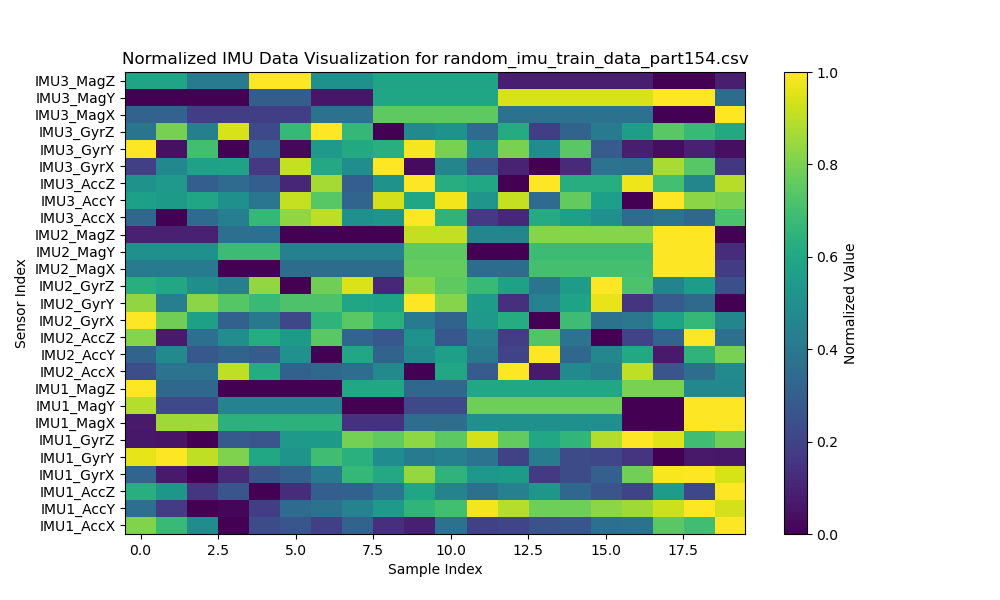 Normalized IMU Data Visualization for random_imu_train_data_part154.csv
IMU3_MagZ
IMU3_MagY
IMU3_MagX
IMU3_GyrZ
IMU3_GyrY
IMU3_GyrX
IMU3_AccZ
IMU3_AccY
IMU3_AccX
IMU2_MagZ
IMU2_MagY
IMU2_MagX
IMU2_GyrZ
IMU2_GyrY
IMU2_GyrX
IMU2_AccZ
IMU2_AccY
IMU2_AccX
IMU1_MagZ
IMU1_MagY
IMU1_MagX
IMU1_GyrZ
IMU1_GyrY
IMU1_GyrX
IMU1_AccZ
IMU1_AccY
IMU1_AccX
Sensor Index
0.0 2.5 5.0 7.5 10.0 12.5 15.0 17.5
Sample Index
1.0
0.8
0.6
0.4
0.2
0.0
Normalized Value